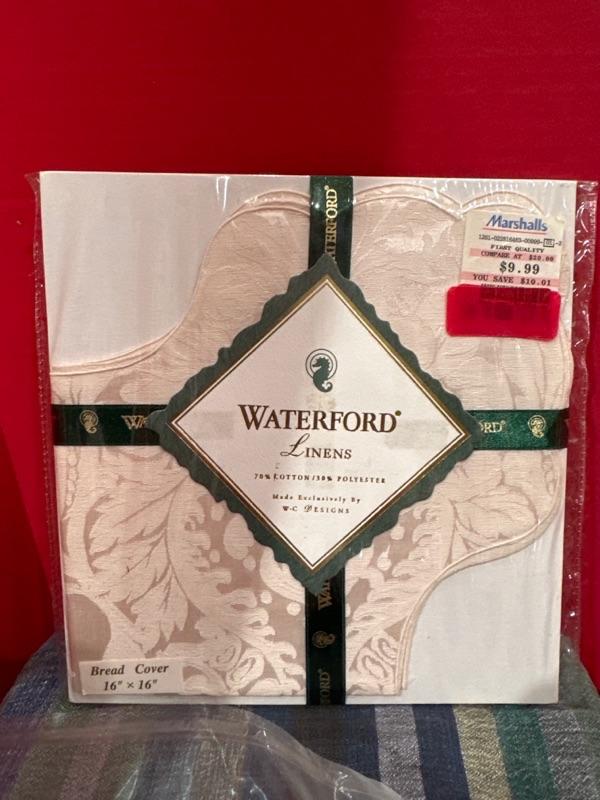 WATERFORD®
Marshalls
FIRST QUALITY
COMPARE AT $20.00
$9.99
YOU SAVE $10.01
WATERFORD®
LINENS
70% COTTON/30% POLYESTER
Made Exclusively By
W-C DESIGNS
Bread Cover
16" × 16"